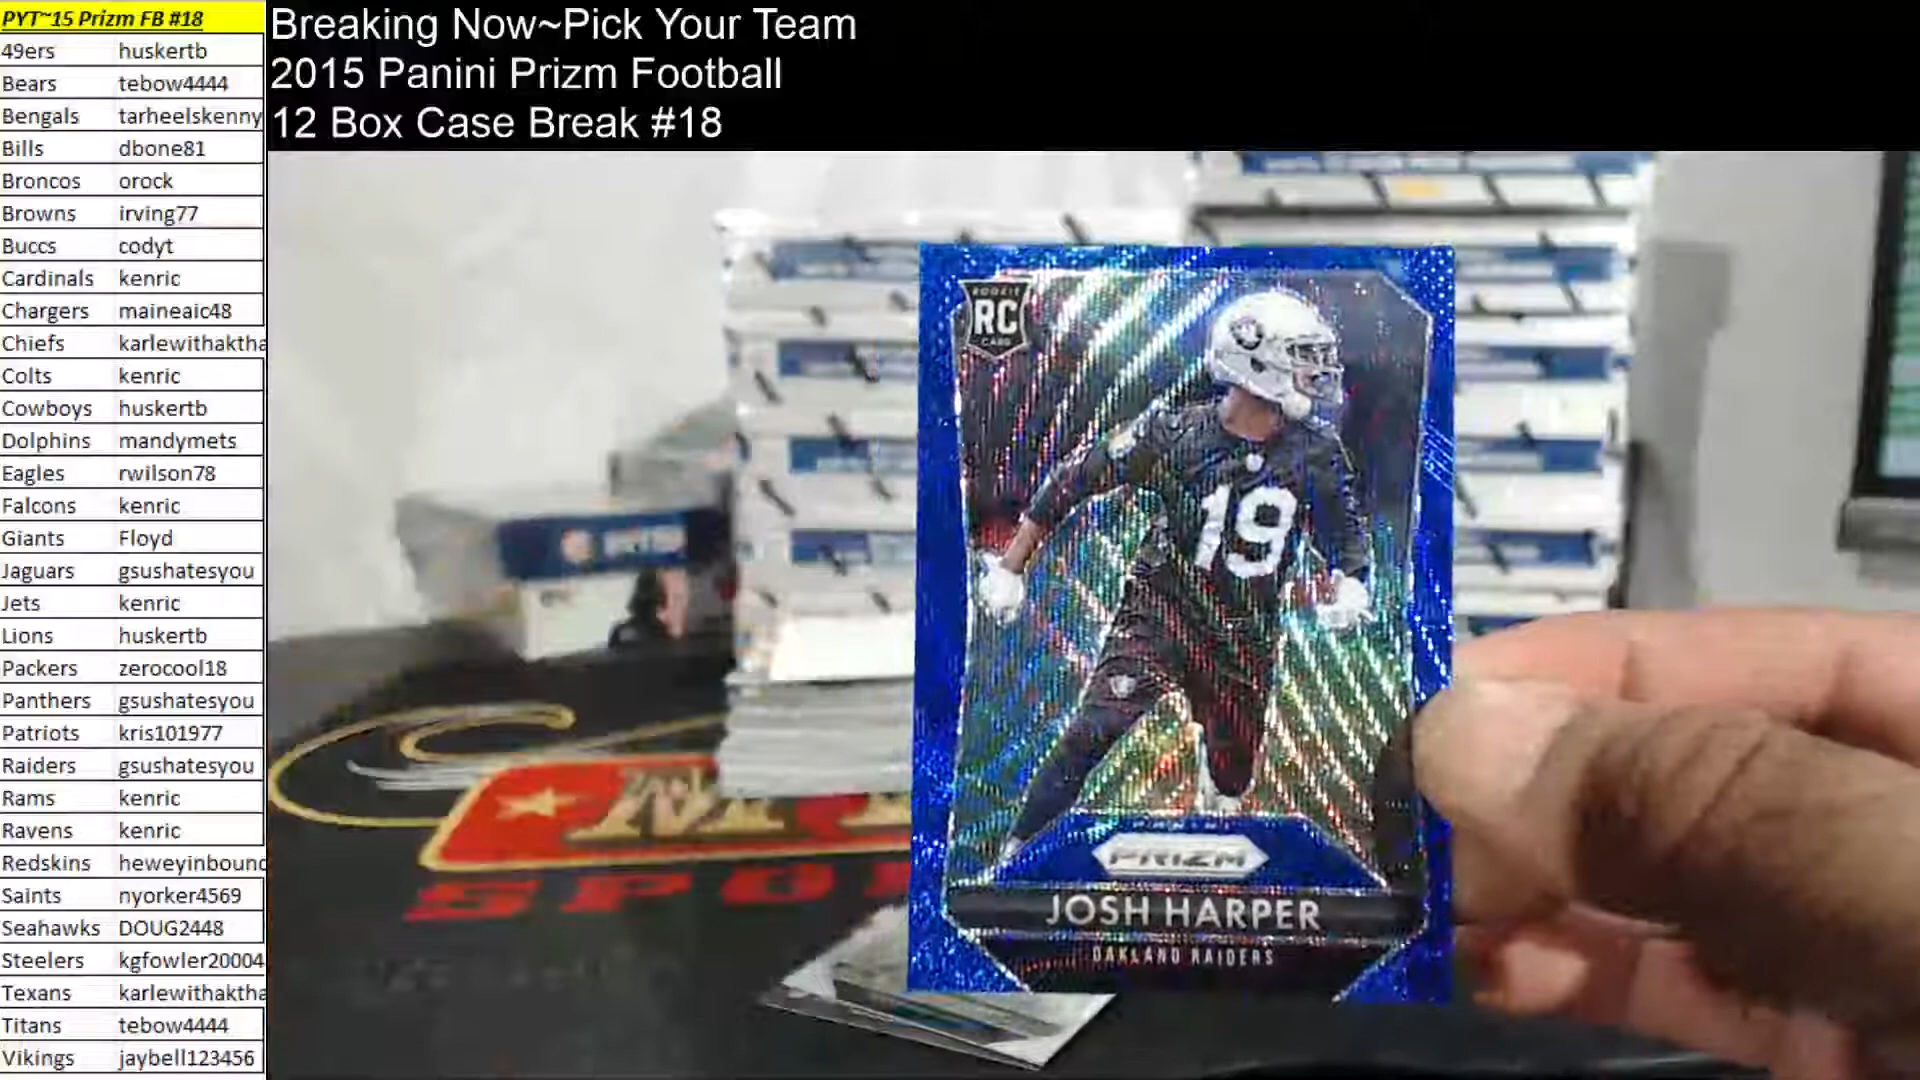 PYT~15 Prizm FB #18
49ers huskertb
Bears tebow4444
Bengals tarheelskenny
Bills dbone81
Broncos orock
Browns irving77
Buccs codyt
Cardinals kenric
Chargers maineaic48
Chiefs karlewithaktha
Colts kenric
Cowboys huskertb
Dolphins mandymets
Eagles rwilson78
Falcons kenric
Giants Floyd
Jaguars gsushatesyou
Jets kenric
Lions huskertb
Packers zerocool18
Panthers gsushatesyou
Patriots kris101977
Raiders gsushatesyou
Rams kenric
Ravens kenric
Redskins heweyinbound
Saints nyorker4569
Seahawks DOUG2448
Steelers kgfowler20004
Texans karlewithaktha
Titans tebow4444
Vikings jaybell123456
Breaking Now~Pick Your Team
2015 Panini Prizm Football
12 Box Case Break #18
ROOKIE
RC
CARD
19
PRIZM
JOSH HARPER
OAKLAND RAIDERS
SPO